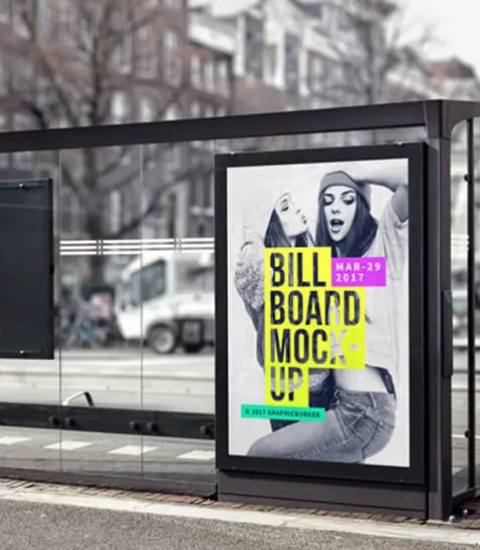 BILL
MAR-29
2017
BOARD
MOCK-
UP
© 2017 GRAPHICBURGER